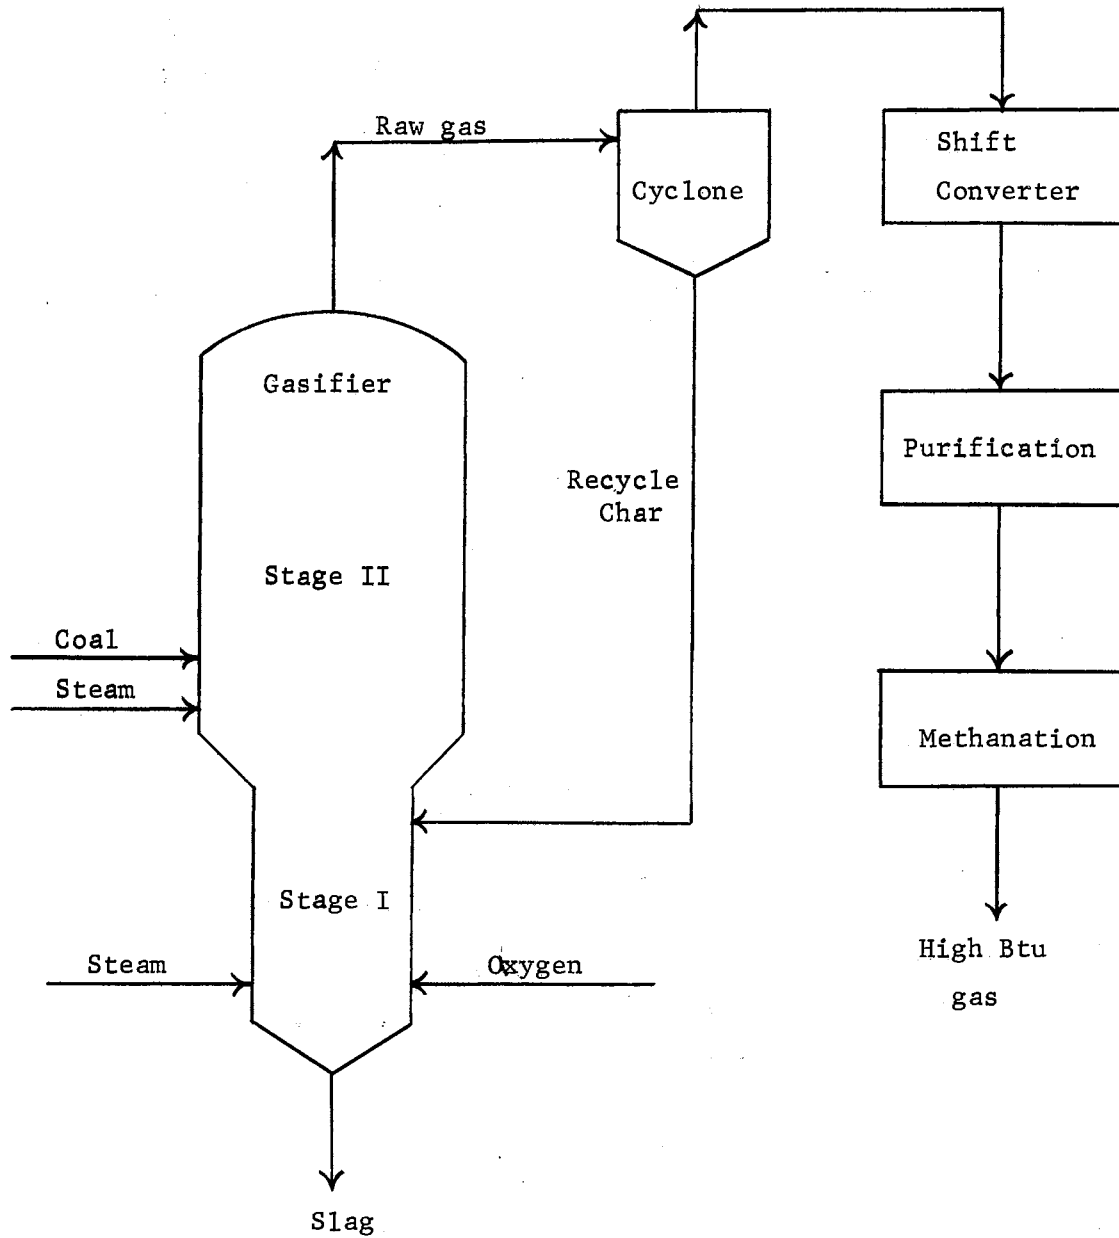 Raw gas
Cyclone
Shift
Converter
Gasifier
Purification
Recycle
Char
Stage II
Coal
Steam
Methanation
Stage I
Steam
Oxygen
High Btu
gas
Slag